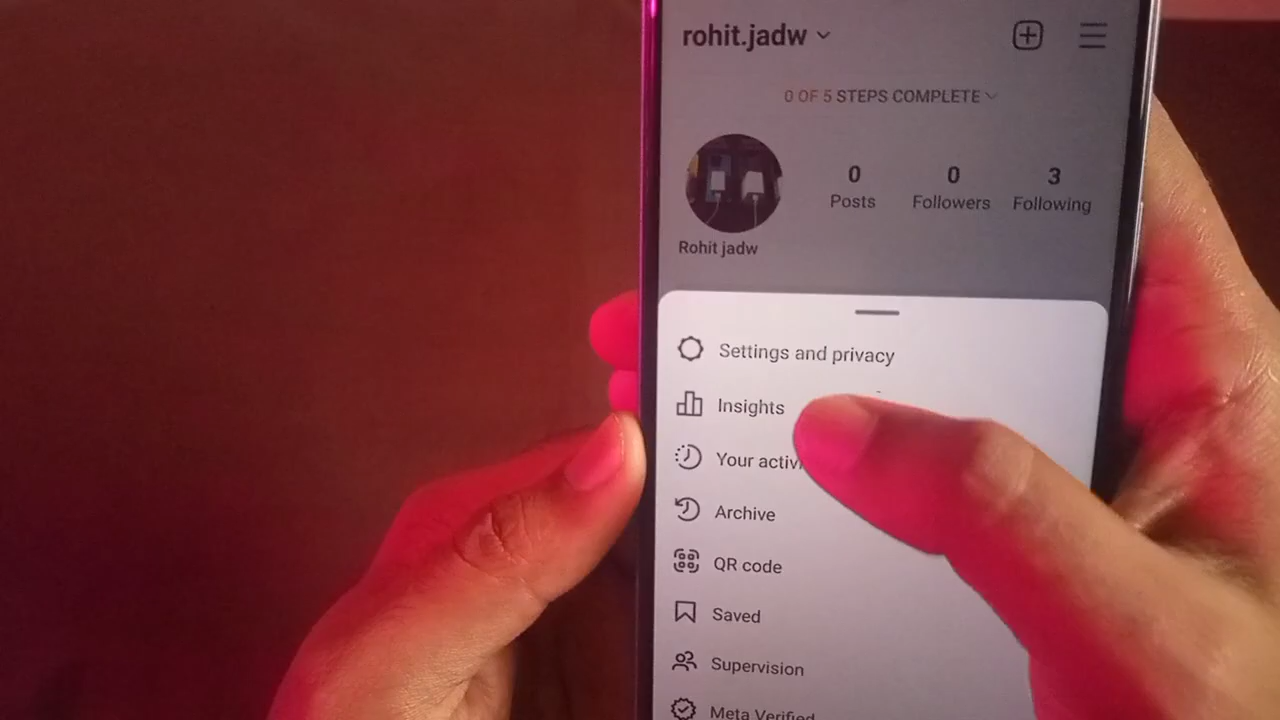 rohit.jadw
0 OF 5 STEPS COMPLETE
0 0 3
Posts Followers Following
Rohit jadw
Settings and privacy
Insights
Your activ
Archive
QR code
Saved
Supervision
Meta Verified